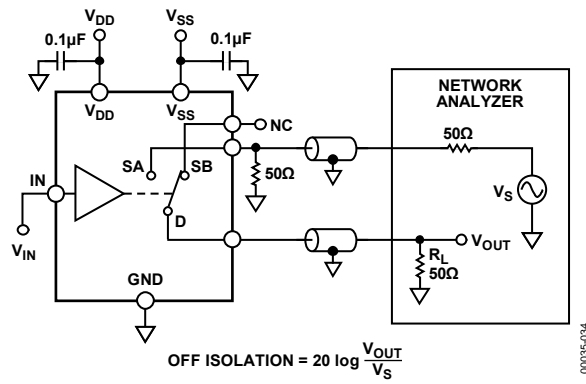 VDD
VSS
0.1µF
0.1µF
VDD
VSS
NC
SA
SB
IN
D
VIN
GND
50Ω
NETWORK
ANALYZER
50Ω
VS
VOUT
RL
50Ω
OFF ISOLATION = 20 log VOUT
VS
00035-034